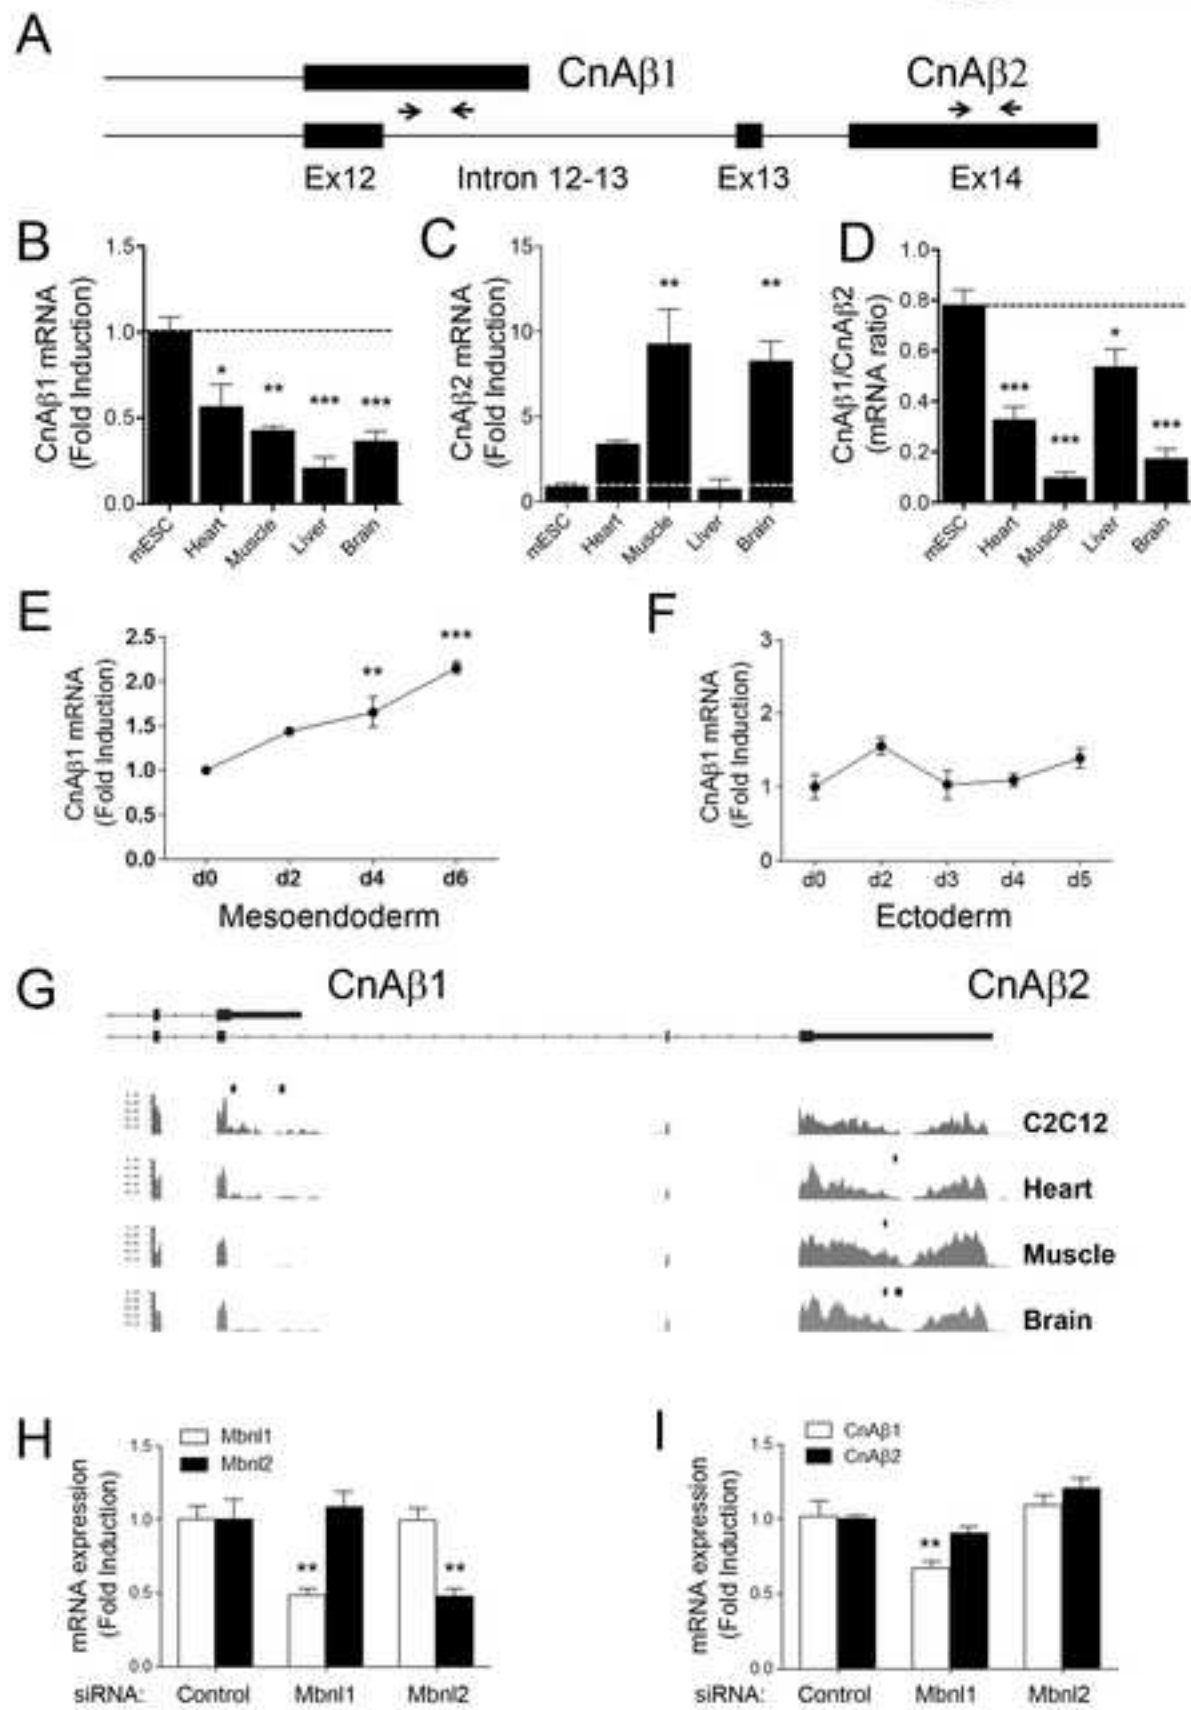 A
CnAβ1
CnAβ2
Ex12
Intron 12-13
Ex13
Ex14
B
CnAβ1 mRNA
(Fold Induction)
1.5
1.0
0.5
0.0
*
**
***
***
mESC
Heart
Muscle
Liver
Brain
C
CnAβ2 mRNA
(Fold Induction)
15
10
5
0
**
**
mESC
Heart
Muscle
Liver
Brain
D
CnAβ1/CnAβ2
(mRNA ratio)
1.0
0.8
0.6
0.4
0.2
0.0
***
***
*
***
mESC
Heart
Muscle
Liver
Brain
E
CnAβ1 mRNA
(Fold Induction)
2.5
2.0
1.5
1.0
0.5
0.0
**
***
d0
d2
d4
d6
Mesoendoderm
F
CnAβ1 mRNA
(Fold Induction)
3
2
1
0
d0
d2
d3
d4
d5
Ectoderm
G
CnAβ1
CnAβ2
C2C12
Heart
Muscle
Brain
H
mRNA expression
(Fold Induction)
Mbnl1
Mbnl2
1.5
1.0
0.5
0.0
**
**
siRNA:
Control
Mbnl1
Mbnl2
I
mRNA expression
(Fold Induction)
CnAβ1
CnAβ2
1.5
1.0
0.5
0.0
**
siRNA:
Control
Mbnl1
Mbnl2